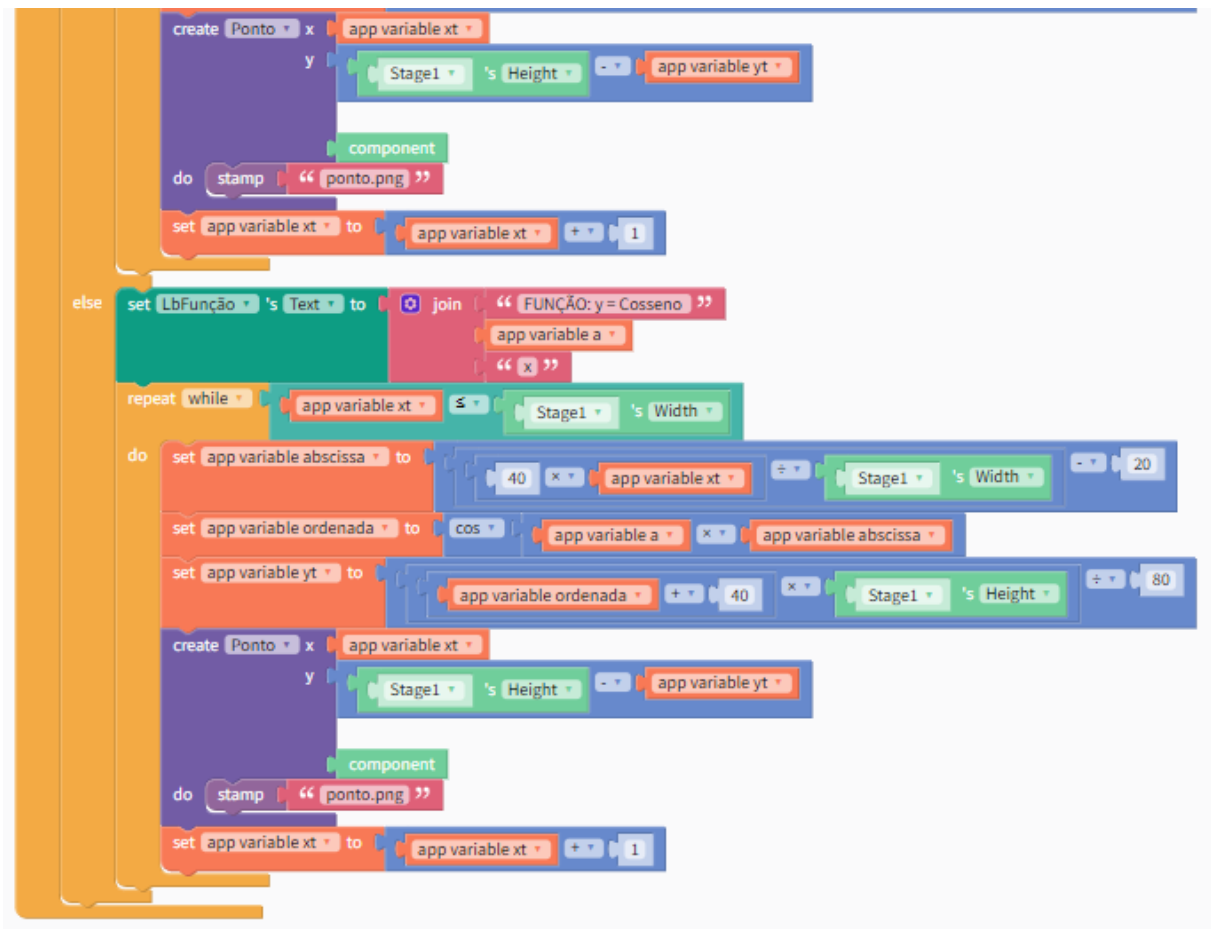 create Ponto x app variable xt
y Stage1 's Height - app variable yt
component
do stamp “ ponto.png ”
set app variable xt to app variable xt + 1
else set LbFunção 's Text to join “ FUNÇÃO: y = Cosseno ”
app variable a
“ x ”
repeat while app variable xt ≤ Stage1 's Width
do set app variable abscissa to 40 × app variable xt ÷ Stage1 's Width - 20
set app variable ordenada to cos app variable a × app variable abscissa
set app variable yt to app variable ordenada + 40 × Stage1 's Height ÷ 80
create Ponto x app variable xt
y Stage1 's Height - app variable yt
component
do stamp “ ponto.png ”
set app variable xt to app variable xt + 1